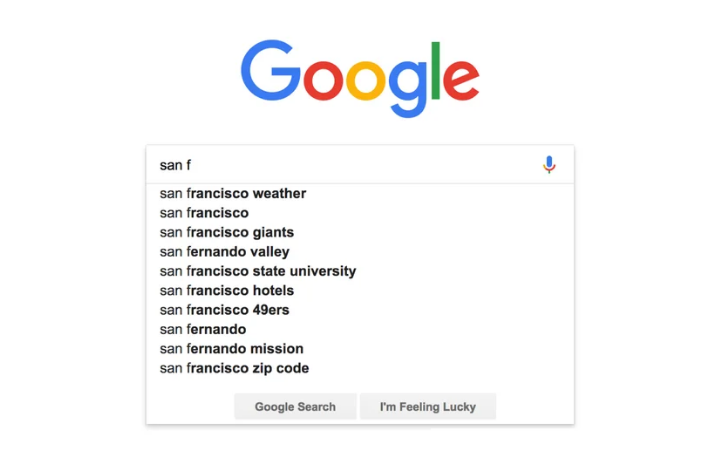 Google
san f
san francisco weather
san francisco
san francisco giants
san fernando valley
san francisco state university
san francisco hotels
san francisco 49ers
san fernando
san fernando mission
san francisco zip code
Google Search I'm Feeling Lucky